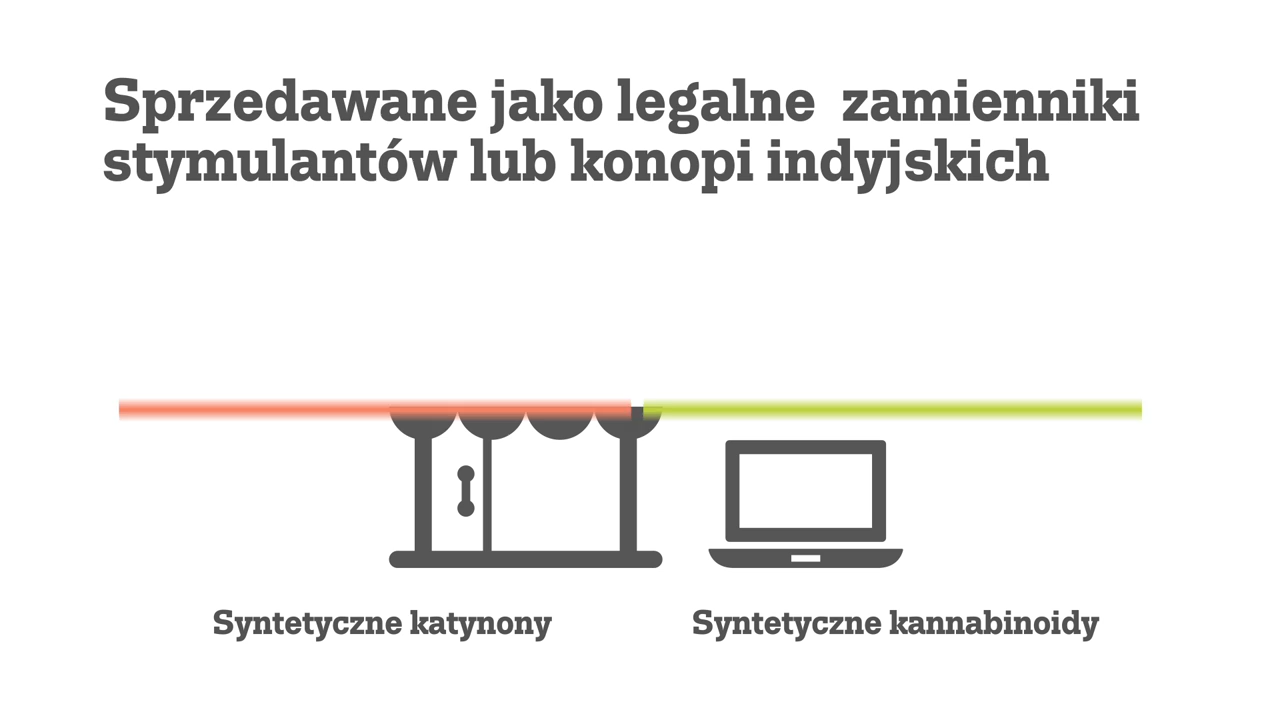 Sprzedawane jako legalne  zamienniki
stymulantów lub konopi indyjskich
Syntetyczne katynony
Syntetyczne kannabinoidy